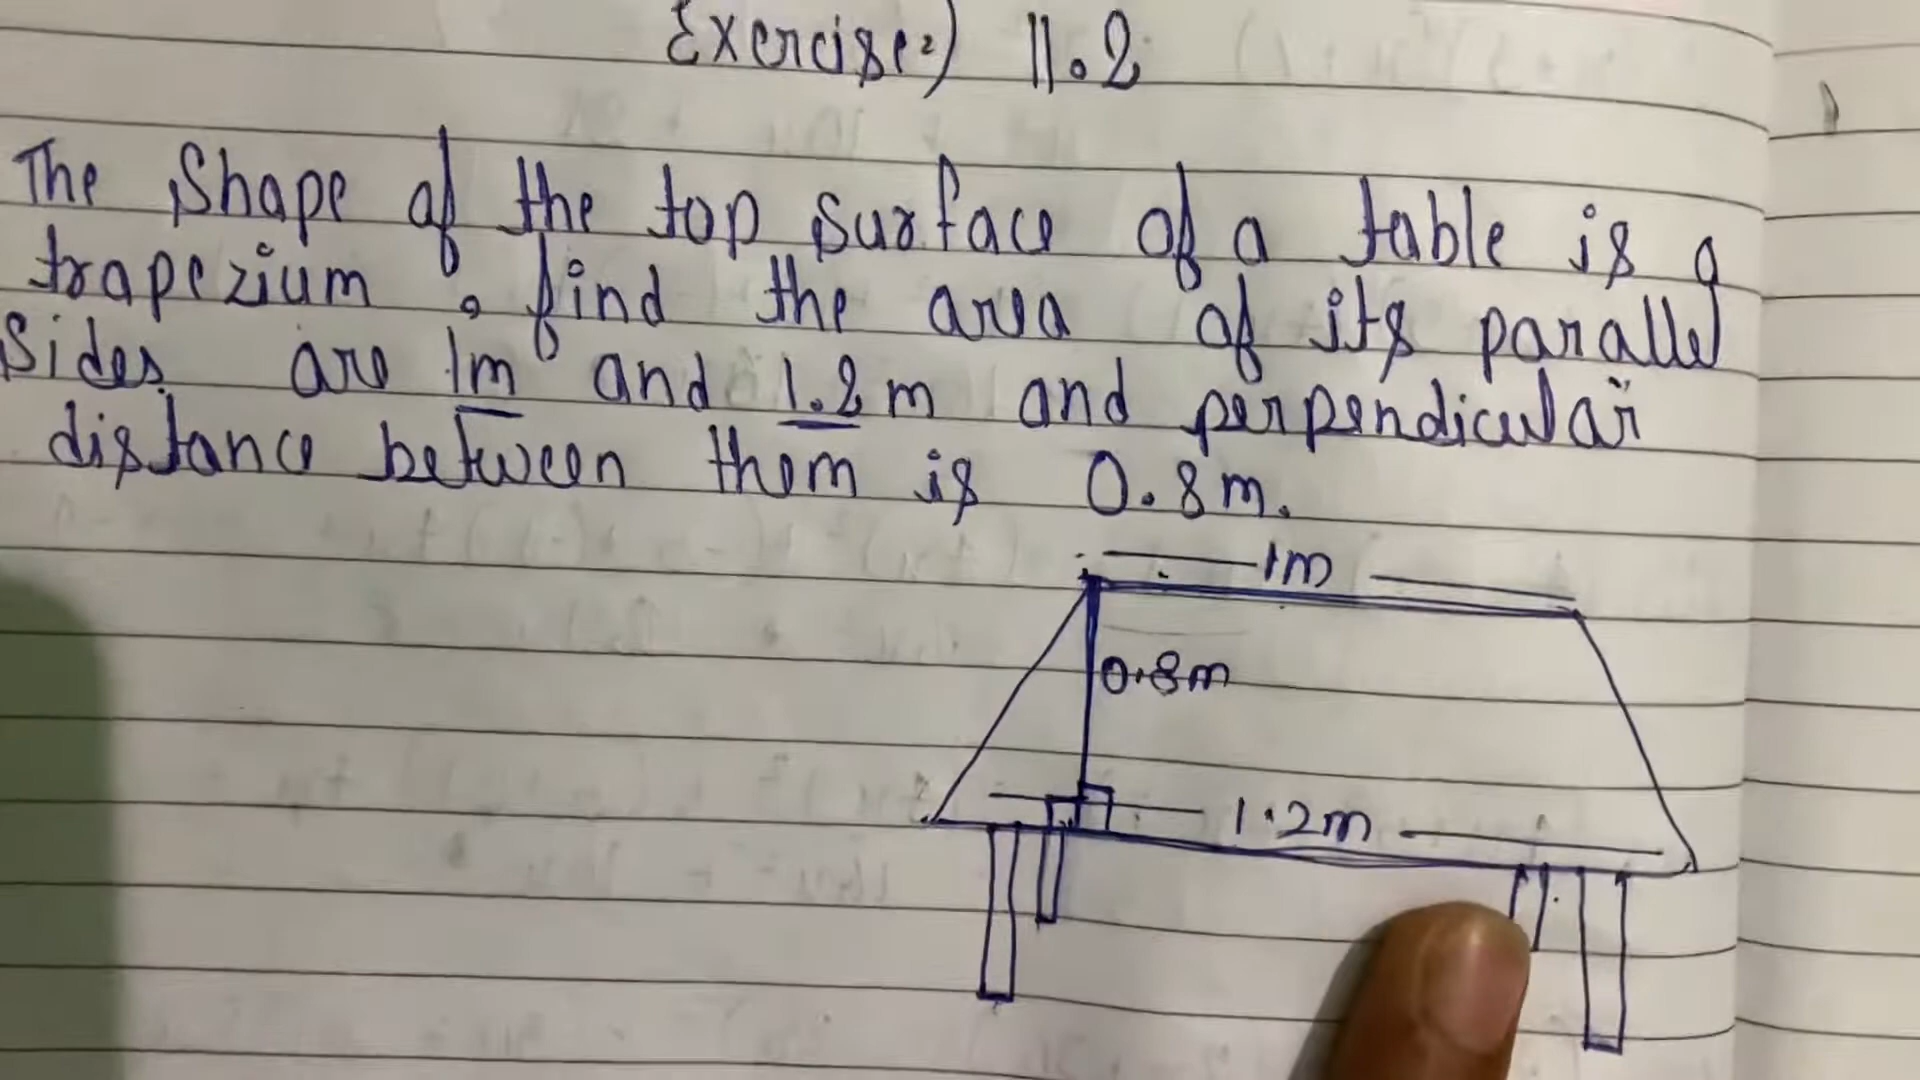 Exercise:) 11.2
The Shape of the top surface of a table is a
trapezium. find the area of its parallel
Sides are 1m and 1.2m and perpendicular
distance between them is 0.8m.
1m
0.8m
1.2m